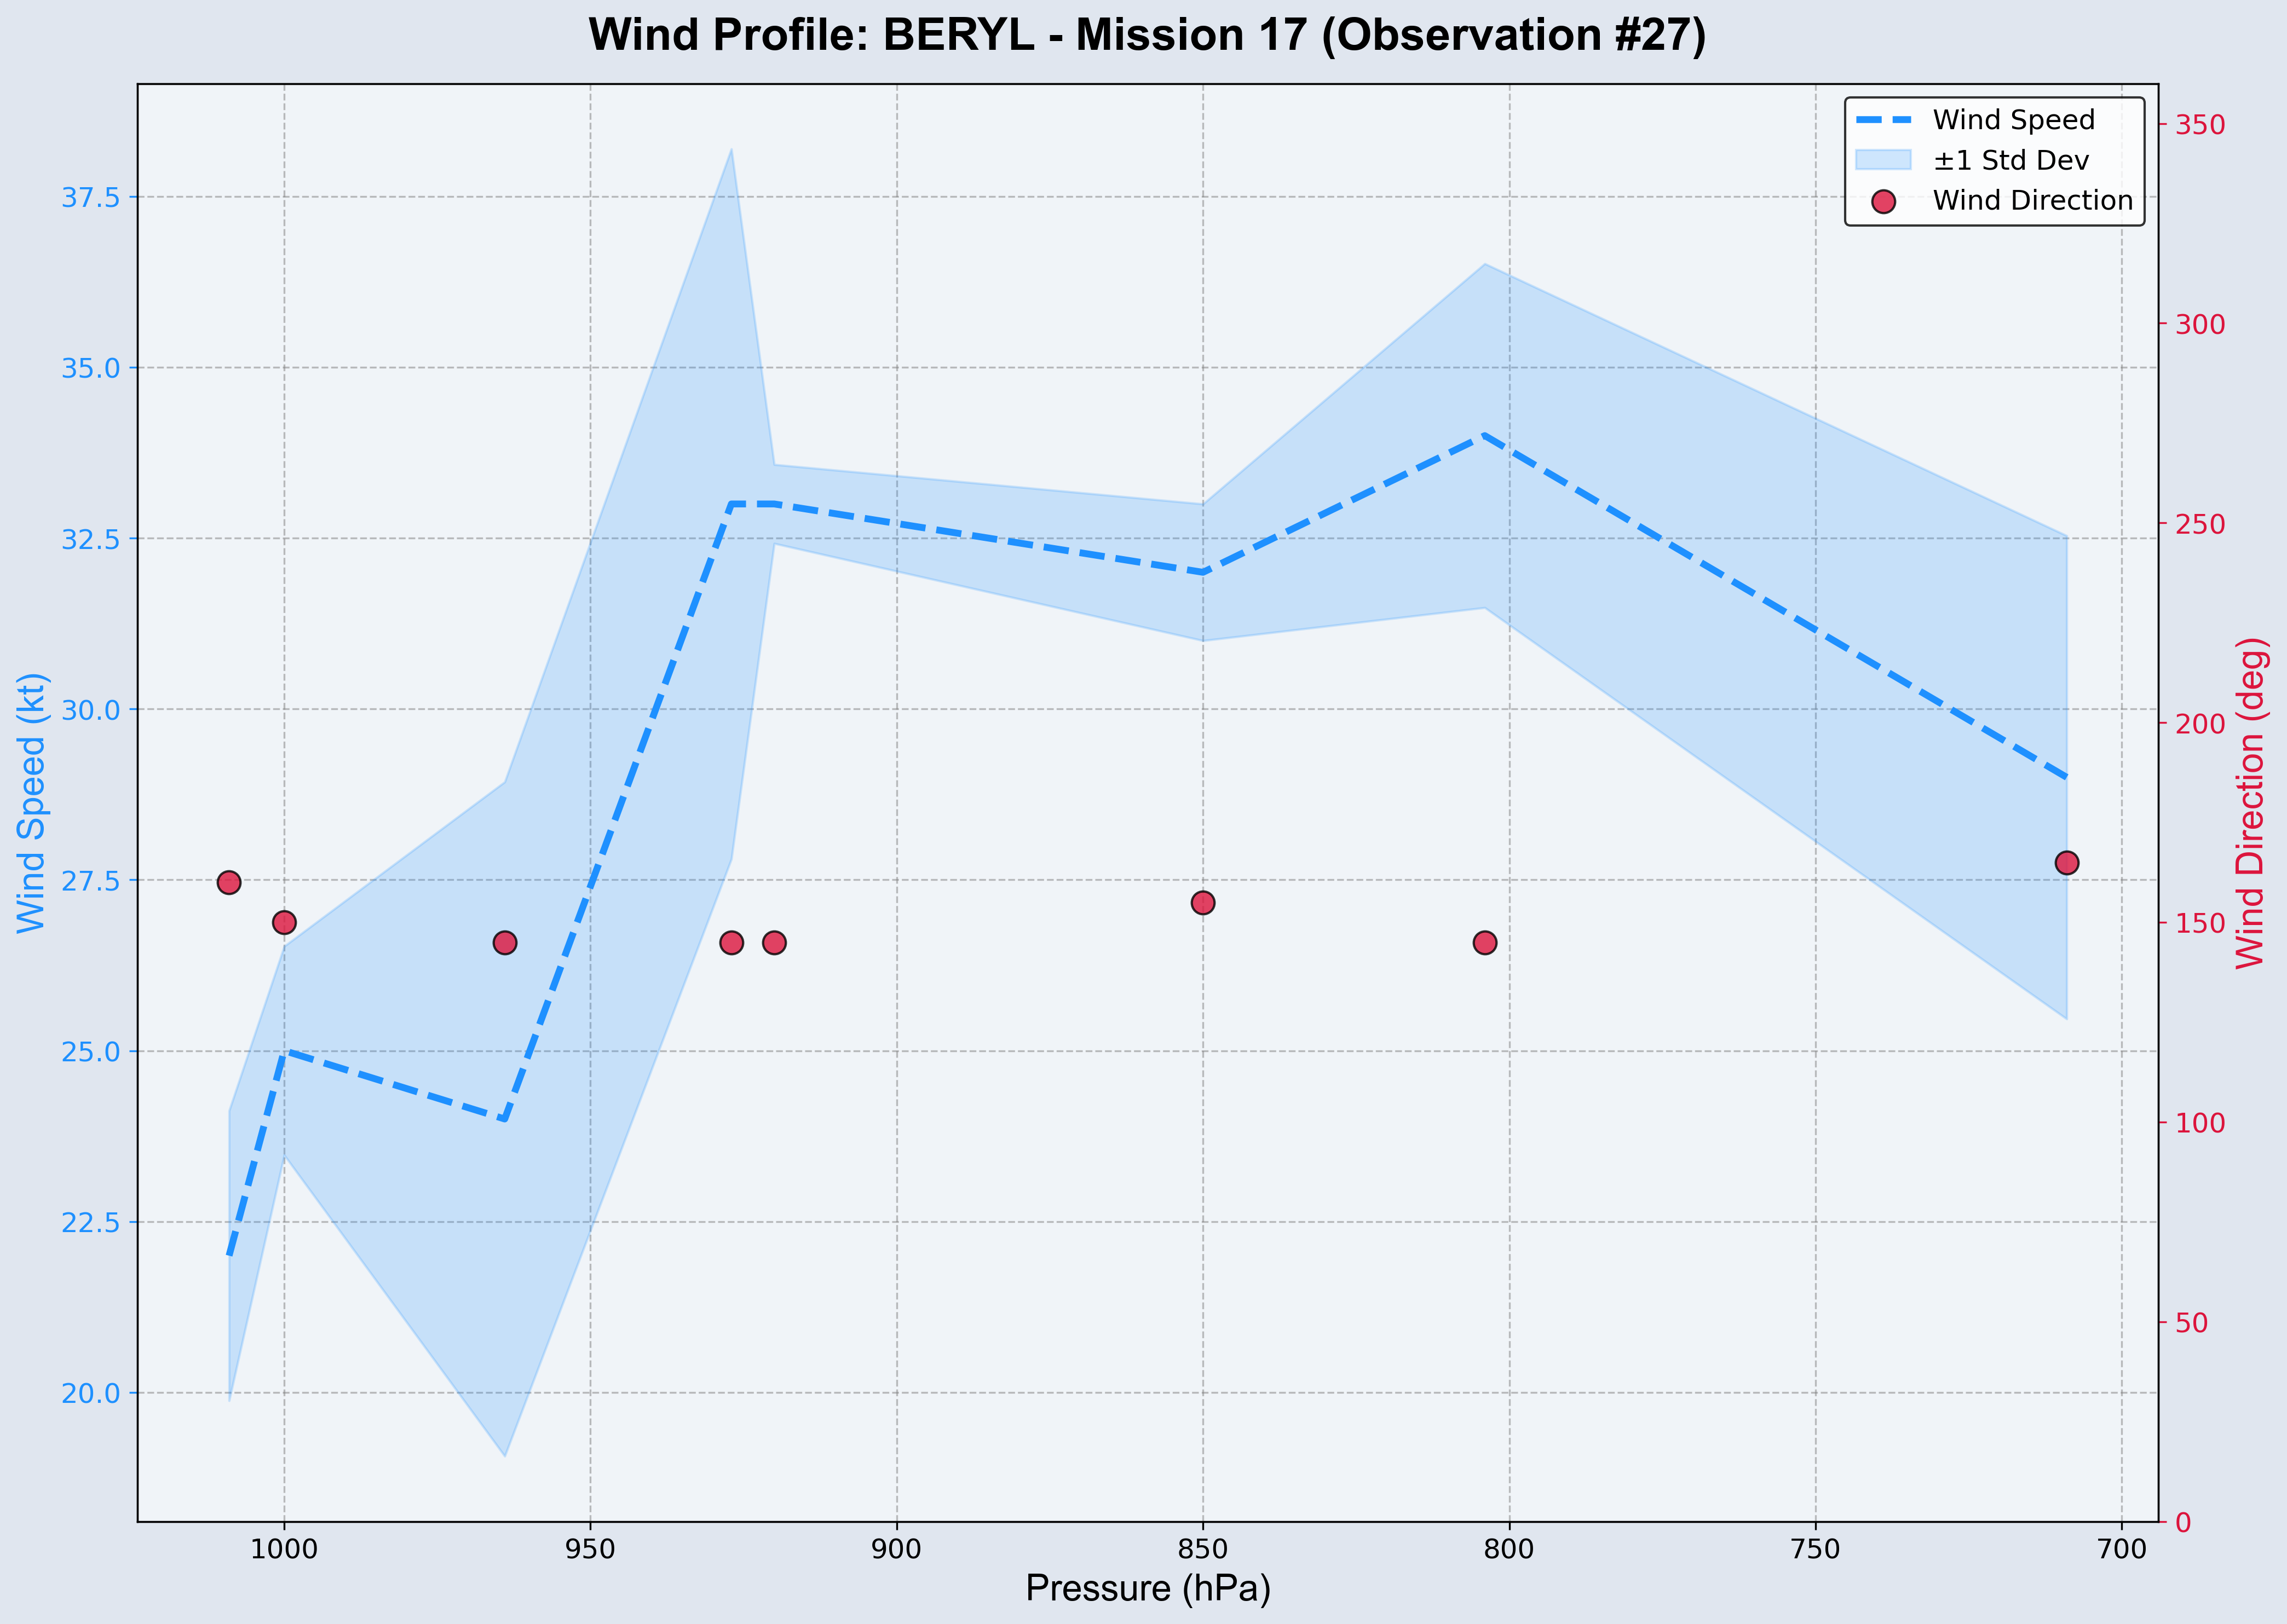 Wind Profile: BERYL - Mission 17 (Observation #27)
Wind Speed
±1 Std Dev
Wind Direction
Wind Speed (kt)
37.5
35.0
32.5
30.0
27.5
25.0
22.5
20.0
350
300
250
200
150
100
50
0
Wind Direction (deg)
1000 950 900 850 800 750 700
Pressure (hPa)